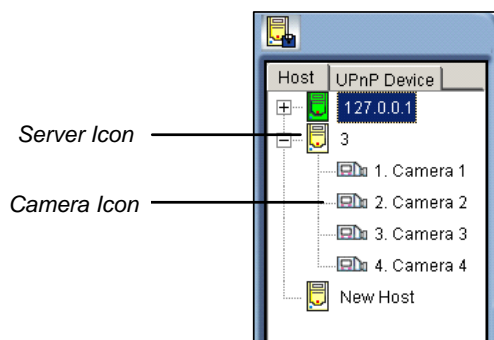 Host UPnP Device
127.0.0.1
Server Icon 3
1. Camera 1
Camera Icon 2. Camera 2
3. Camera 3
4. Camera 4
New Host